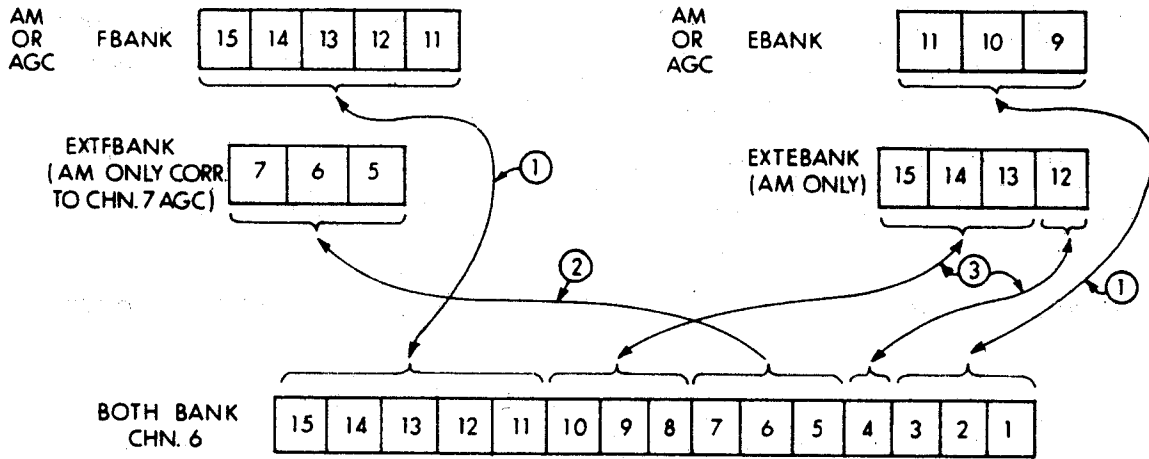 AM
OR
AGC
FBANK
15 14 13 12 11
AM
OR
AGC
EBANK
11 10 9
EXTFBANK
(AM ONLY CORR.
TO CHN. 7 AGC)
7 6 5
1
EXTEBANK
(AM ONLY)
15 14 13 12
2
3
1
BOTH BANK
CHN. 6
15 14 13 12 11 10 9 8 7 6 5 4 3 2 1